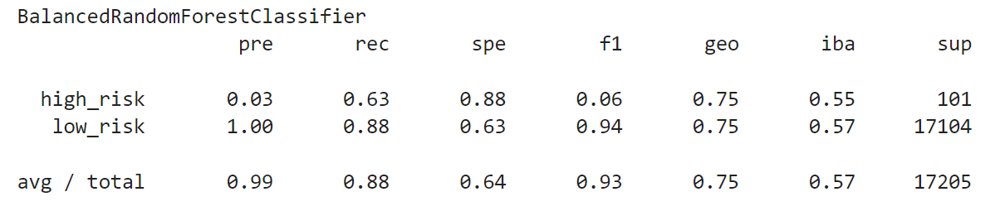 BalancedRandomForestClassifier
pre rec spe f1 geo iba sup
high_risk 0.03 0.63 0.88 0.06 0.75 0.55 101
low_risk 1.00 0.88 0.63 0.94 0.75 0.57 17104
avg / total 0.99 0.88 0.64 0.93 0.75 0.57 17205